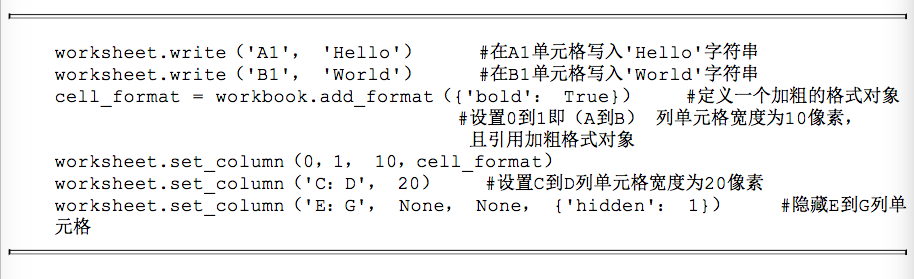 worksheet.write（'A1'， 'Hello'） #在A1单元格写入'Hello'字符串
worksheet.write（'B1'， 'World'） #在B1单元格写入'World'字符串
cell_format = workbook.add_format（{'bold'： True}） #定义一个加粗的格式对象
#设置0到1即（A到B） 列单元格宽度为10像素，
且引用加粗格式对象
worksheet.set_column（0，1， 10，cell_format）
worksheet.set_column（'C：D'， 20） #设置C到D列单元格宽度为20像素
worksheet.set_column（'E：G'， None， None， {'hidden'： 1}） #隐藏E到G列单
元格